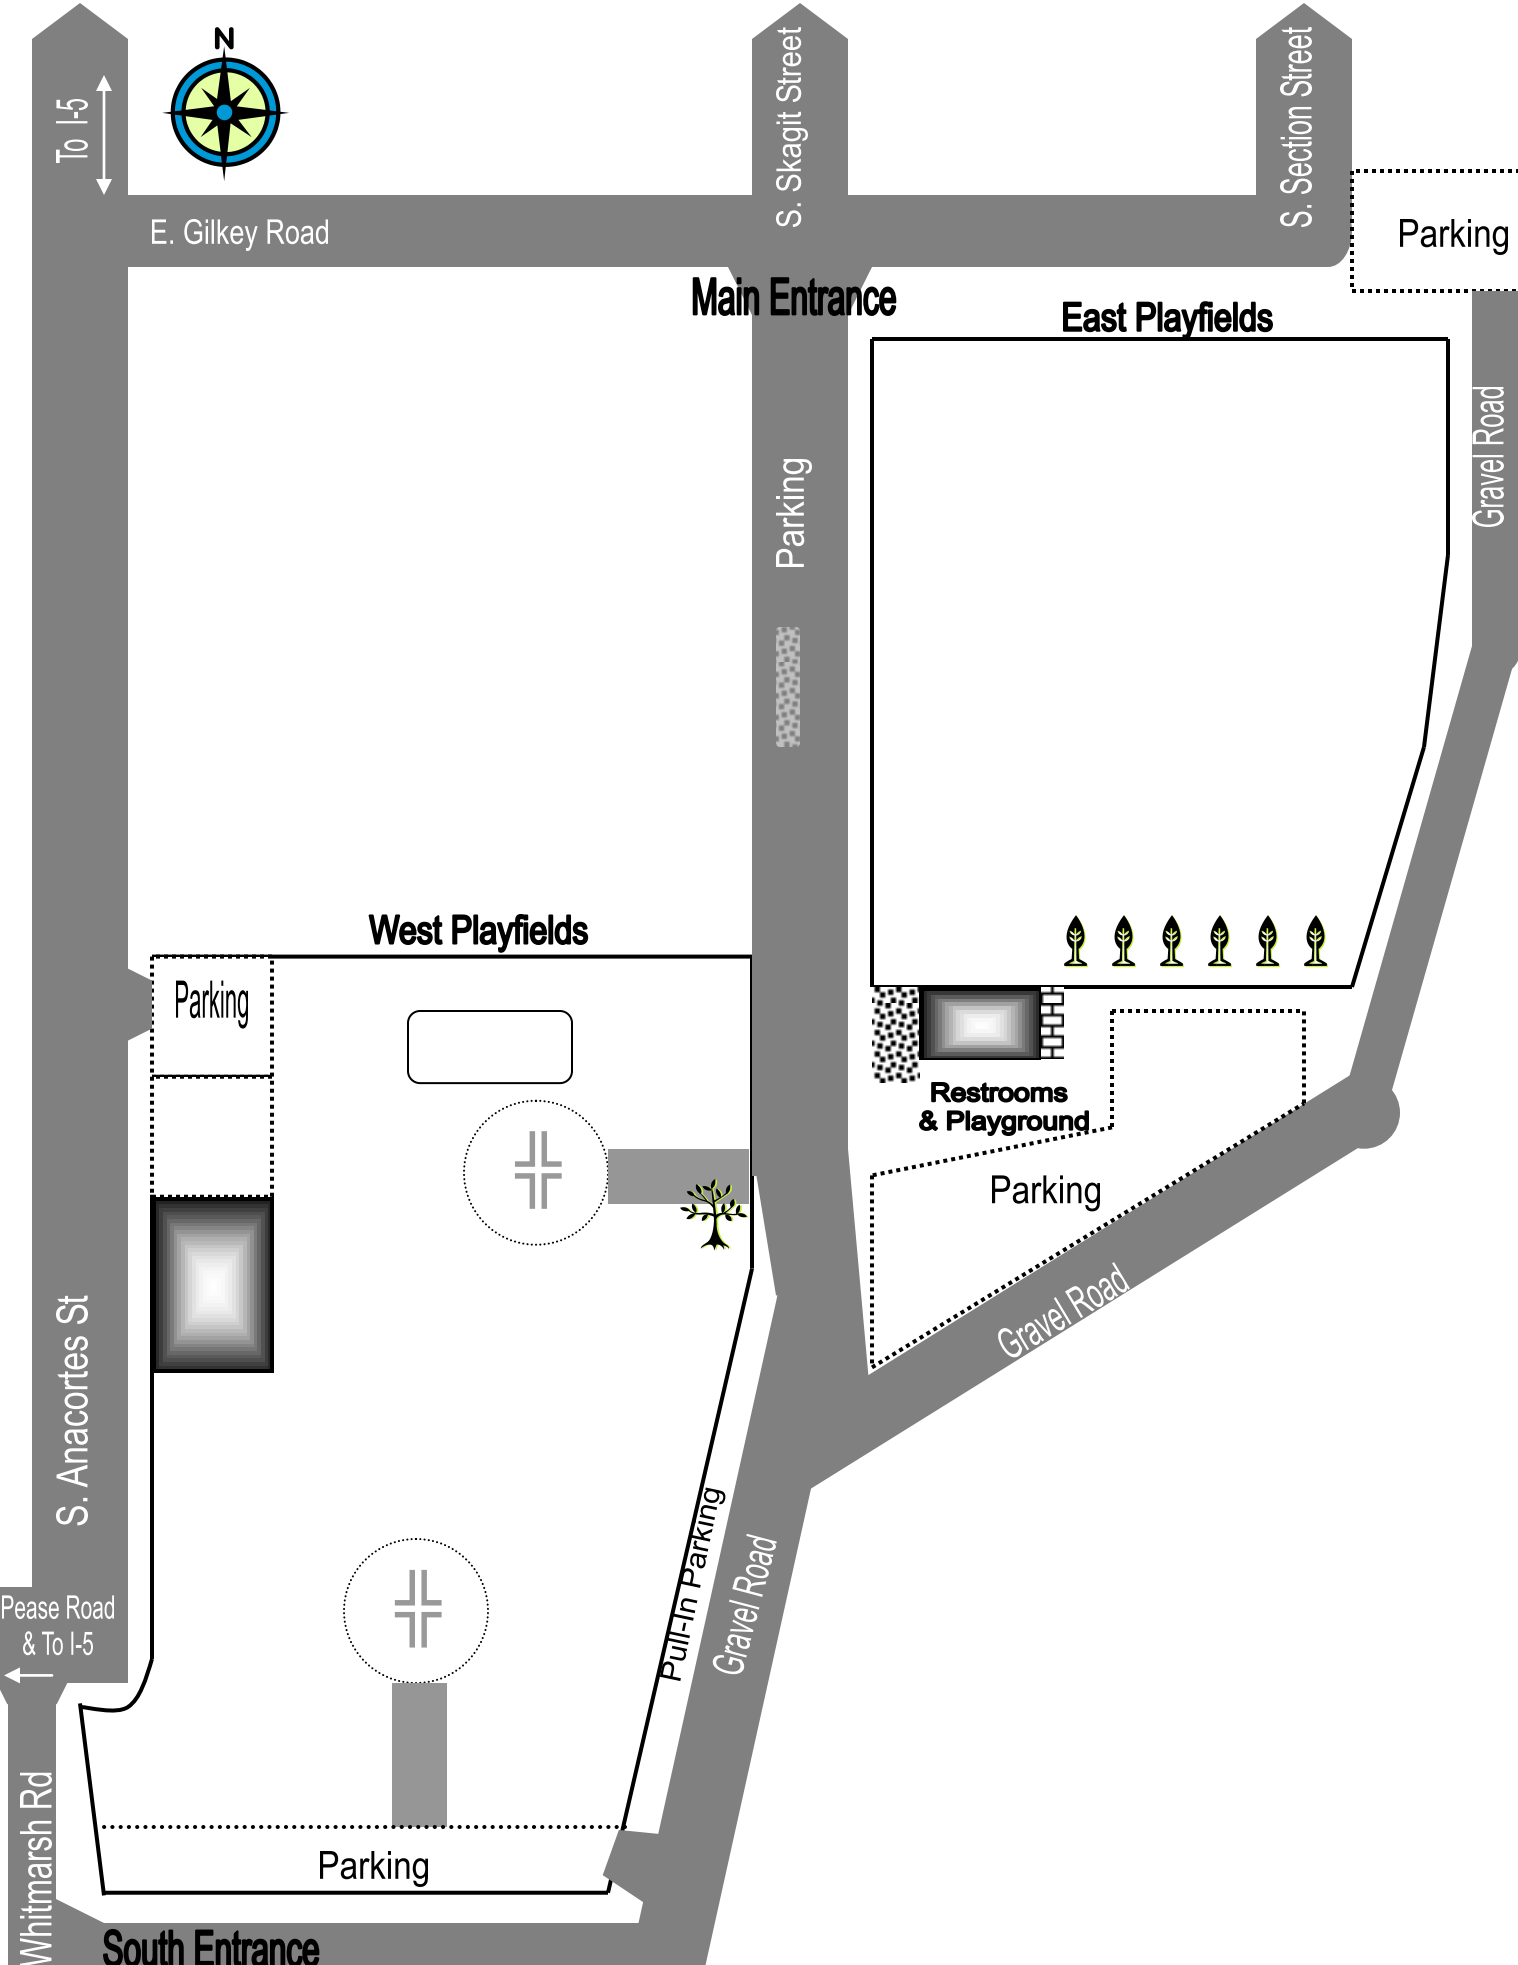 N
To I-5
S. Skagit Street
S. Section Street
E. Gilkey Road
Parking
Main Entrance
East Playfields
Gravel Road
Parking
West Playfields
Parking
Restrooms
& Playground
Parking
Gravel Road
S. Anacortes St
Pull-In Parking
Gravel Road
Pease Road
& To I-5
Whitmarsh Rd
Parking
South Entrance